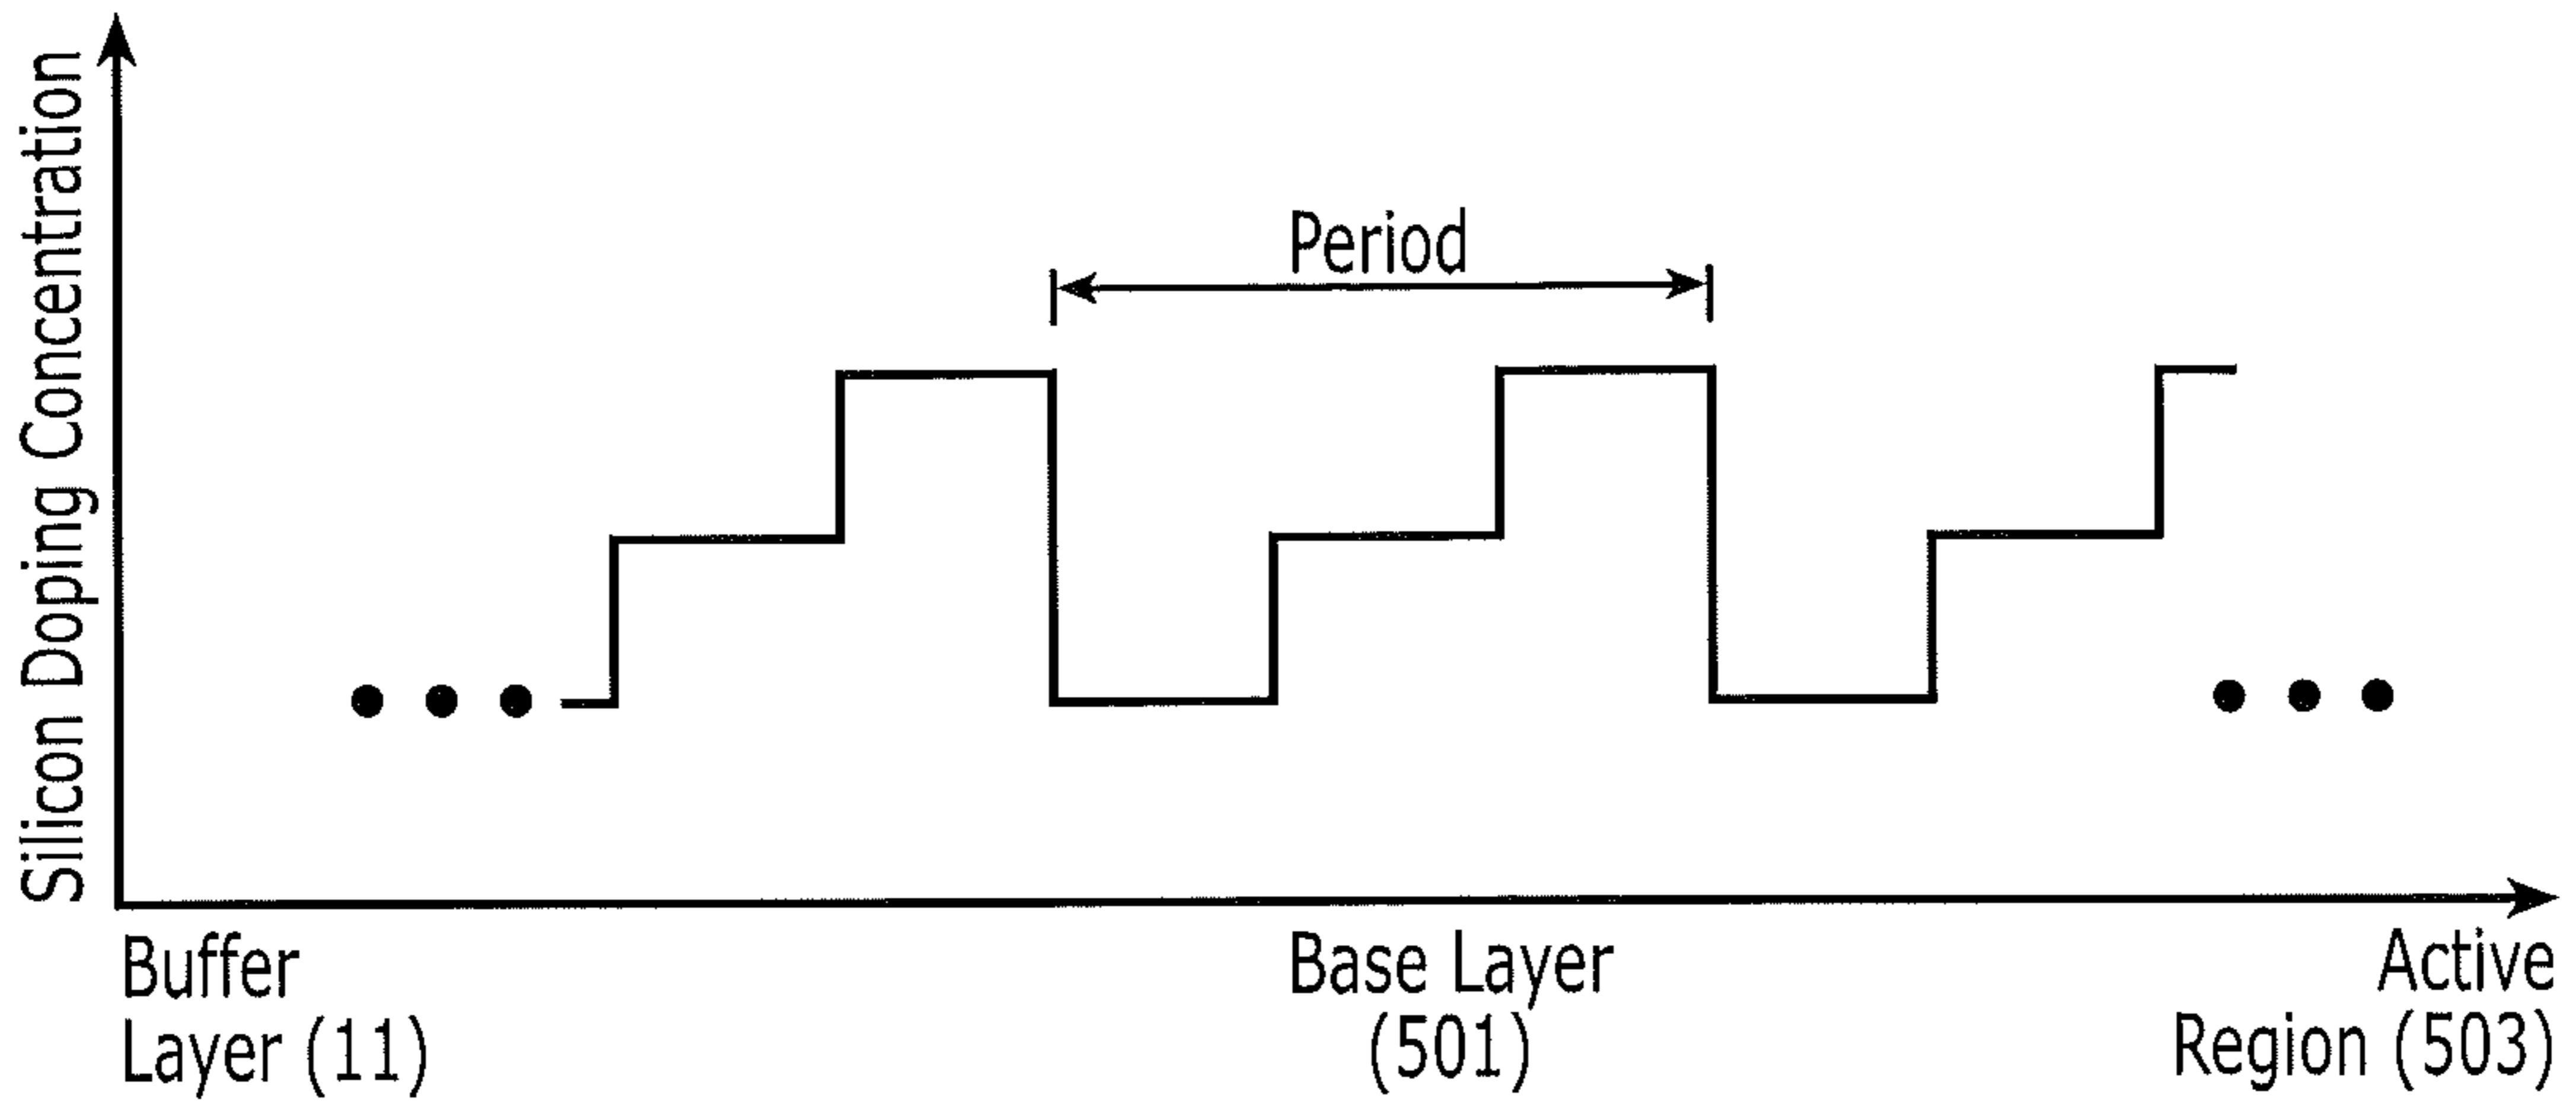 Silicon Doping Concentration
Period
Buffer
Layer (11)
Base Layer
(501)
Active
Region (503)